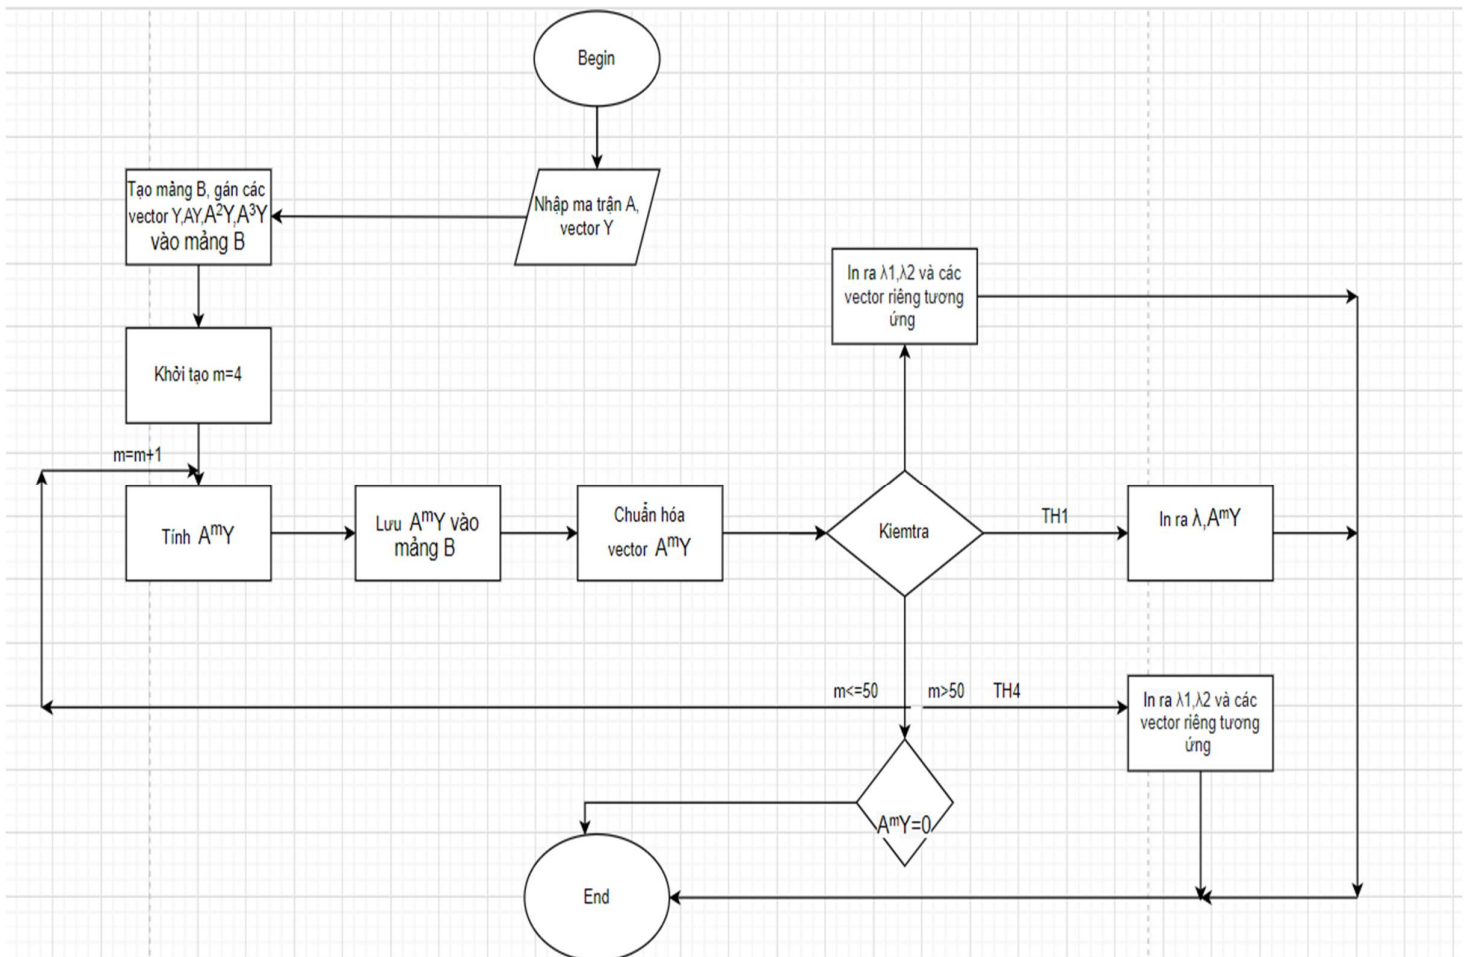 Begin
Nhập ma trận A,
vector Y
Tạo mảng B, gán các
vector Y,AY,A²Y,A³Y
vào mảng B
Khởi tạo m=4
m=m+1
Tính AᵐY
Lưu AᵐY vào
mảng B
Chuẩn hóa
vector AᵐY
Kiemtra
In ra λ1,λ2 và các
vector riêng tương
ứng
TH1
In ra λ,AᵐY
m<=50
m>50
TH4
In ra λ1,λ2 và các
vector riêng tương
ứng
AᵐY=0
End